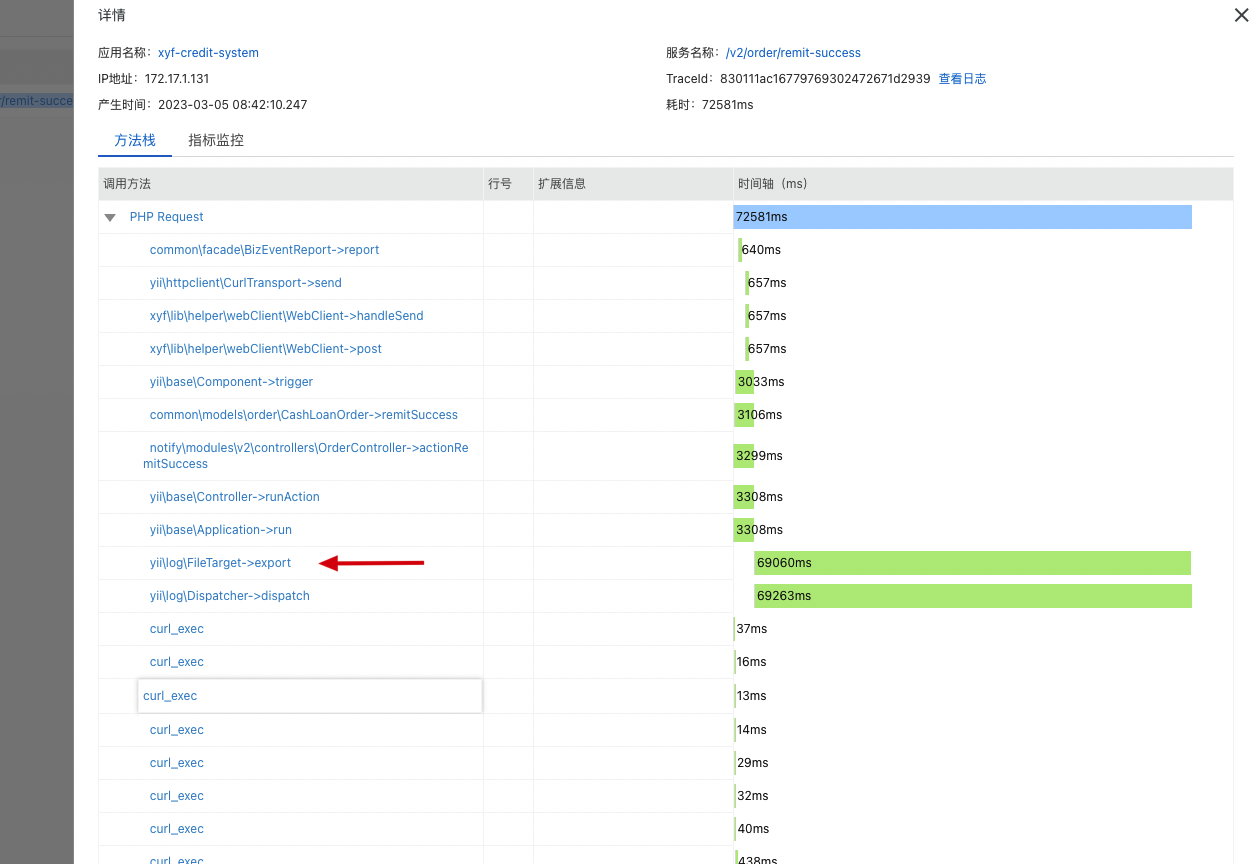 详情
应用名称：xyf-credit-system
服务名称：/v2/order/remit-success
IP地址：172.17.1.131
TraceId：830111ac16779769302472671d2939 查看日志
产生时间：2023-03-05 08:42:10.247
耗时：72581ms
/remit-succe
方法栈 指标监控
调用方法 行号 扩展信息 时间轴（ms）
PHP Request 72581ms
common\facade\BizEventReport->report 640ms
yii\httpclient\CurlTransport->send 657ms
xyf\lib\helper\webClient\WebClient->handleSend 657ms
xyf\lib\helper\webClient\WebClient->post 657ms
yii\base\Component->trigger 3033ms
common\models\order\CashLoanOrder->remitSuccess 3106ms
notify\modules\v2\controllers\OrderController->actionRe
mitSuccess 3299ms
yii\base\Controller->runAction 3308ms
yii\base\Application->run 3308ms
yii\log\FileTarget->export 69060ms
yii\log\Dispatcher->dispatch 69263ms
curl_exec 37ms
curl_exec 16ms
curl_exec 13ms
curl_exec 14ms
curl_exec 29ms
curl_exec 32ms
curl_exec 40ms
curl_exec 438ms